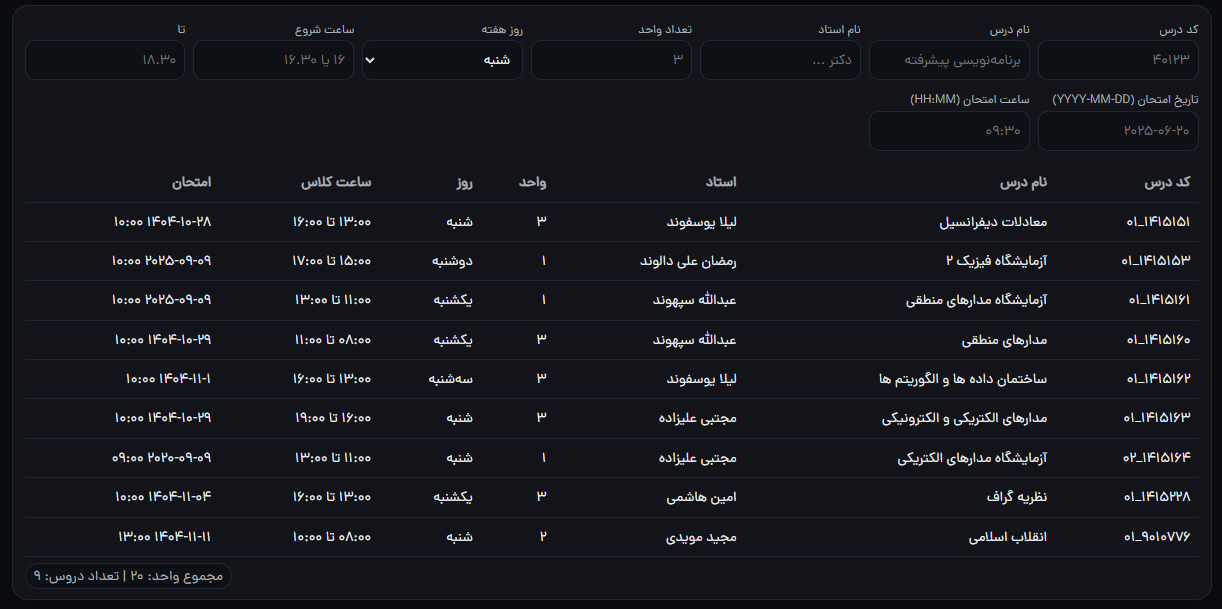 کد درس نام درس نام استاد تعداد واحد روز هفته ساعت شروع تا
۴۰۱۲۳ برنامه‌نویسی پیشرفته دکتر ... ۳ شنبه ۱۶ یا ۱۶.۳۰ ۱۸.۳۰
تاریخ امتحان (YYYY-MM-DD) ساعت امتحان (HH:MM)
۲۰۲۵-۰۶-۲۰ ۰۹:۳۰
کد درس نام درس استاد واحد روز ساعت کلاس امتحان
۱۴۱۵۱۵۱_۰۱ معادلات دیفرانسیل لیلا یوسفوند ۳ شنبه ۱۳:۰۰ تا ۱۶:۰۰ ۱۴۰۴-۱۰-۲۸ ۱۰:۰۰
۱۴۱۵۱۵۳_۰۱ آزمایشگاه فیزیک ۲ رمضان علی دالوند ۱ دوشنبه ۱۵:۰۰ تا ۱۷:۰۰ ۲۰۲۵-۰۹-۰۹ ۱۰:۰۰
۱۴۱۵۱۶۱_۰۱ آزمایشگاه مدارهای منطقی عبدالله سپهوند ۱ یکشنبه ۱۱:۰۰ تا ۱۳:۰۰ ۲۰۲۵-۰۹-۰۹ ۱۰:۰۰
۱۴۱۵۱۶۰_۰۱ مدارهای منطقی عبدالله سپهوند ۳ یکشنبه ۰۸:۰۰ تا ۱۱:۰۰ ۱۴۰۴-۱۰-۲۹ ۱۰:۰۰
۱۴۱۵۱۶۲_۰۱ ساختمان داده ها و الگوریتم ها لیلا یوسفوند ۳ سه‌شنبه ۱۳:۰۰ تا ۱۶:۰۰ ۱۴۰۴-۱۱-۱ ۱۰:۰۰
۱۴۱۵۱۶۳_۰۱ مدارهای الکتریکی و الکترونیکی مجتبی علیزاده ۳ شنبه ۱۶:۰۰ تا ۱۹:۰۰ ۱۴۰۴-۱۰-۲۹ ۱۰:۰۰
۱۴۱۵۱۶۴_۰۲ آزمایشگاه مدارهای الکتریکی مجتبی علیزاده ۱ شنبه ۱۱:۰۰ تا ۱۳:۰۰ ۲۰۲۰-۰۹-۰۹ ۰۹:۰۰
۱۴۱۵۲۲۸_۰۱ نظریه گراف امین هاشمی ۳ یکشنبه ۱۳:۰۰ تا ۱۶:۰۰ ۱۴۰۴-۱۱-۰۴ ۱۰:۰۰
۹۰۱۰۷۷۶_۰۱ انقلاب اسلامی مجید مویدی ۲ شنبه ۰۸:۰۰ تا ۱۰:۰۰ ۱۴۰۴-۱۱-۱۱ ۱۳:۰۰
مجموع واحد: ۲۰ | تعداد دروس: ۹